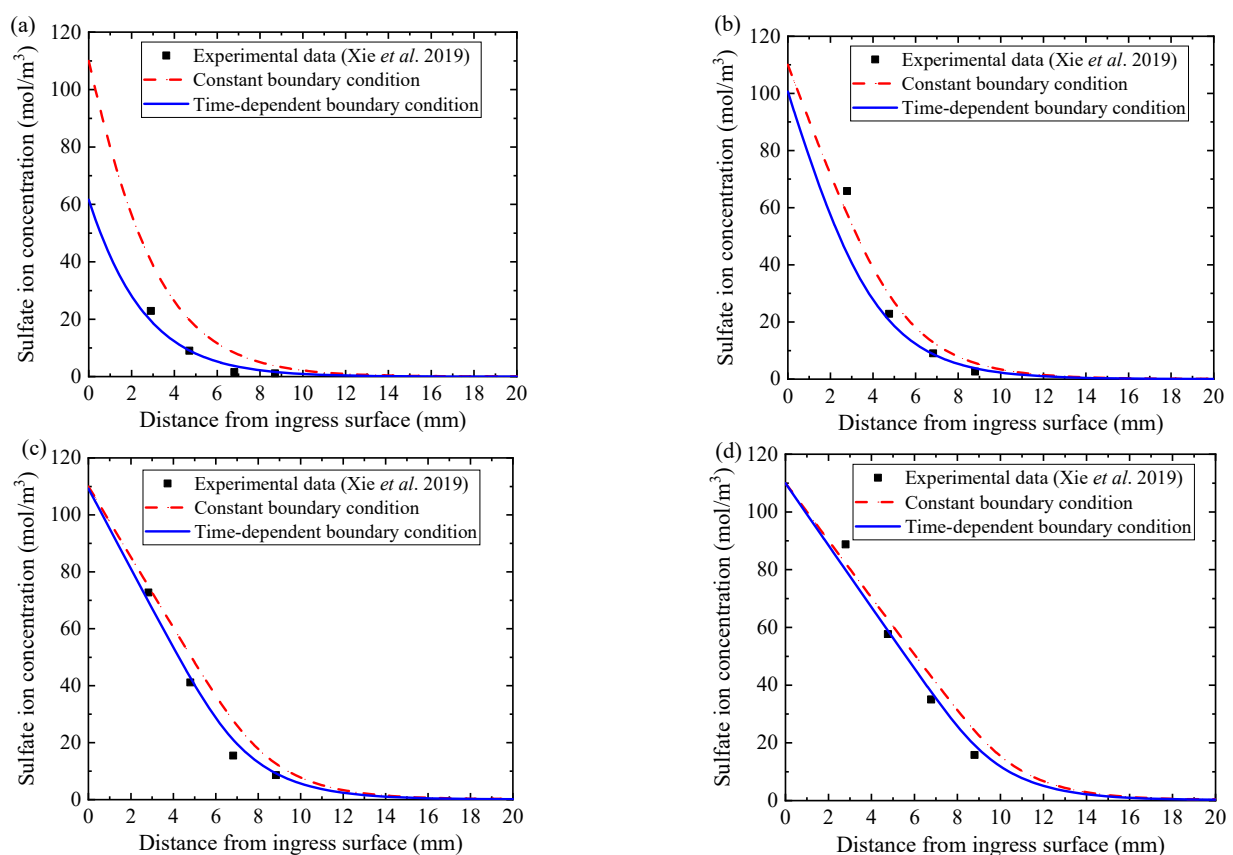 (a)
120
100
80
60
40
20
0
Sulfate ion concentration (mol/m³)
Experimental data (Xie et al. 2019)
Constant boundary condition
Time-dependent boundary condition
0 2 4 6 8 10 12 14 16 18 20
Distance from ingress surface (mm)
(b)
120
100
80
60
40
20
0
Sulfate ion concentration (mol/m³)
Experimental data (Xie et al. 2019)
Constant boundary condition
Time-dependent boundary condition
0 2 4 6 8 10 12 14 16 18 20
Distance from ingress surface (mm)
(c)
120
100
80
60
40
20
0
Sulfate ion concentration (mol/m³)
Experimental data (Xie et al. 2019)
Constant boundary condition
Time-dependent boundary condition
0 2 4 6 8 10 12 14 16 18 20
Distance from ingress surface (mm)
(d)
120
100
80
60
40
20
0
Sulfate ion concentration (mol/m³)
Experimental data (Xie et al. 2019)
Constant boundary condition
Time-dependent boundary condition
0 2 4 6 8 10 12 14 16 18 20
Distance from ingress surface (mm)